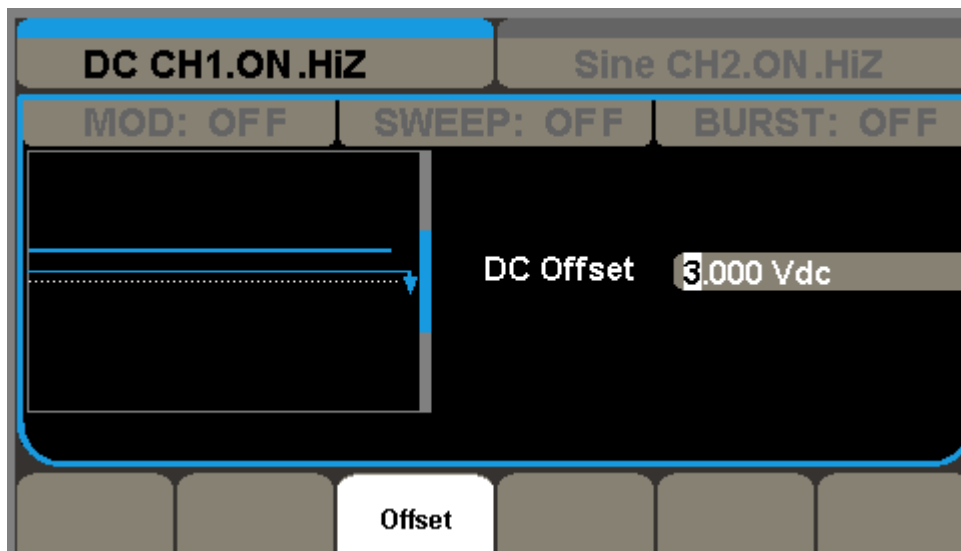 DC CH1.ON.HiZ
Sine CH2.ON.HiZ
MOD: OFF
SWEEP: OFF
BURST: OFF
DC Offset
3.000 Vdc
Offset